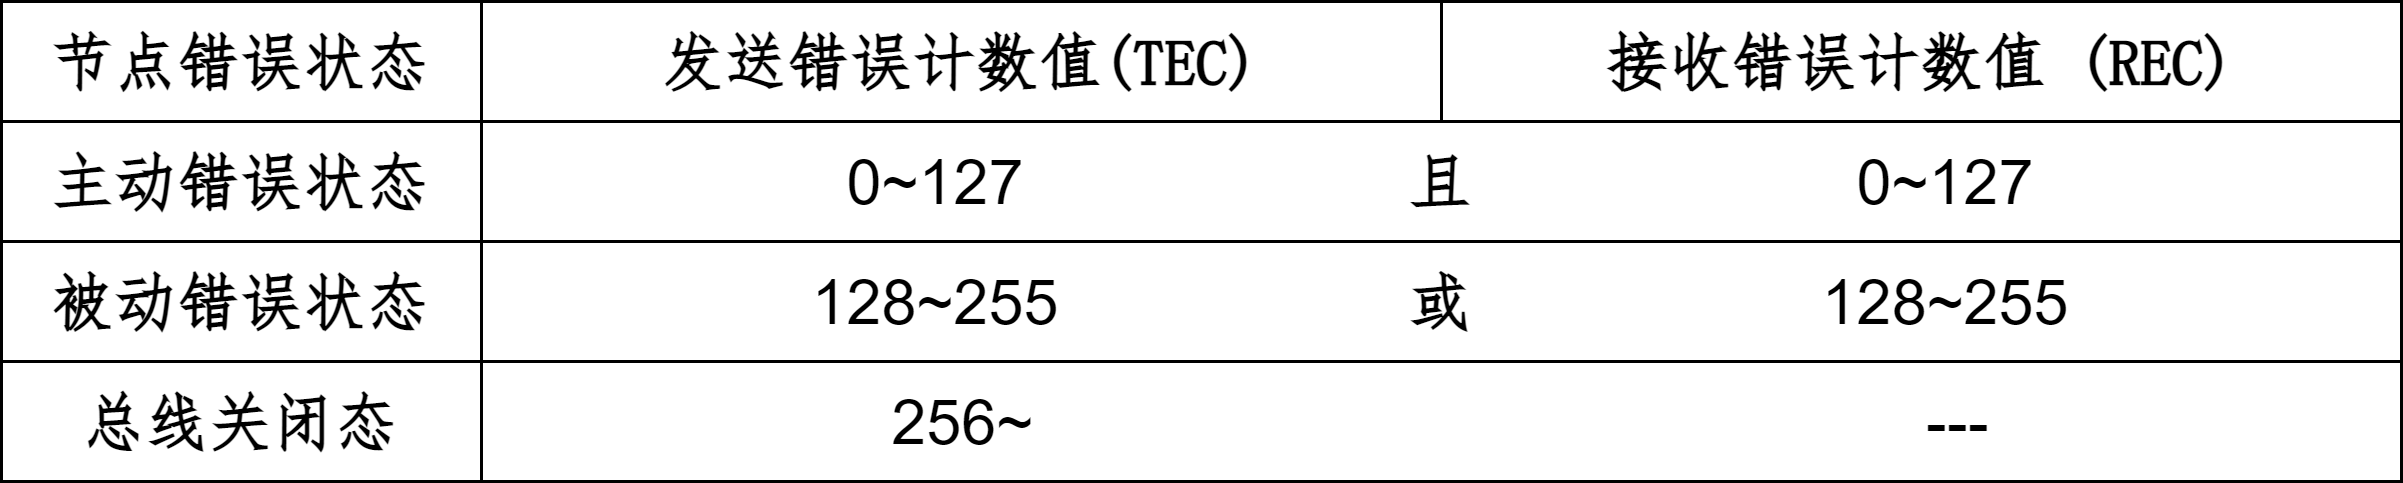 节点错误状态 发送错误计数值(TEC) 接收错误计数值 (REC)
主动错误状态 0~127 且 0~127
被动错误状态 128~255 或 128~255
总线关闭态 256~ ---